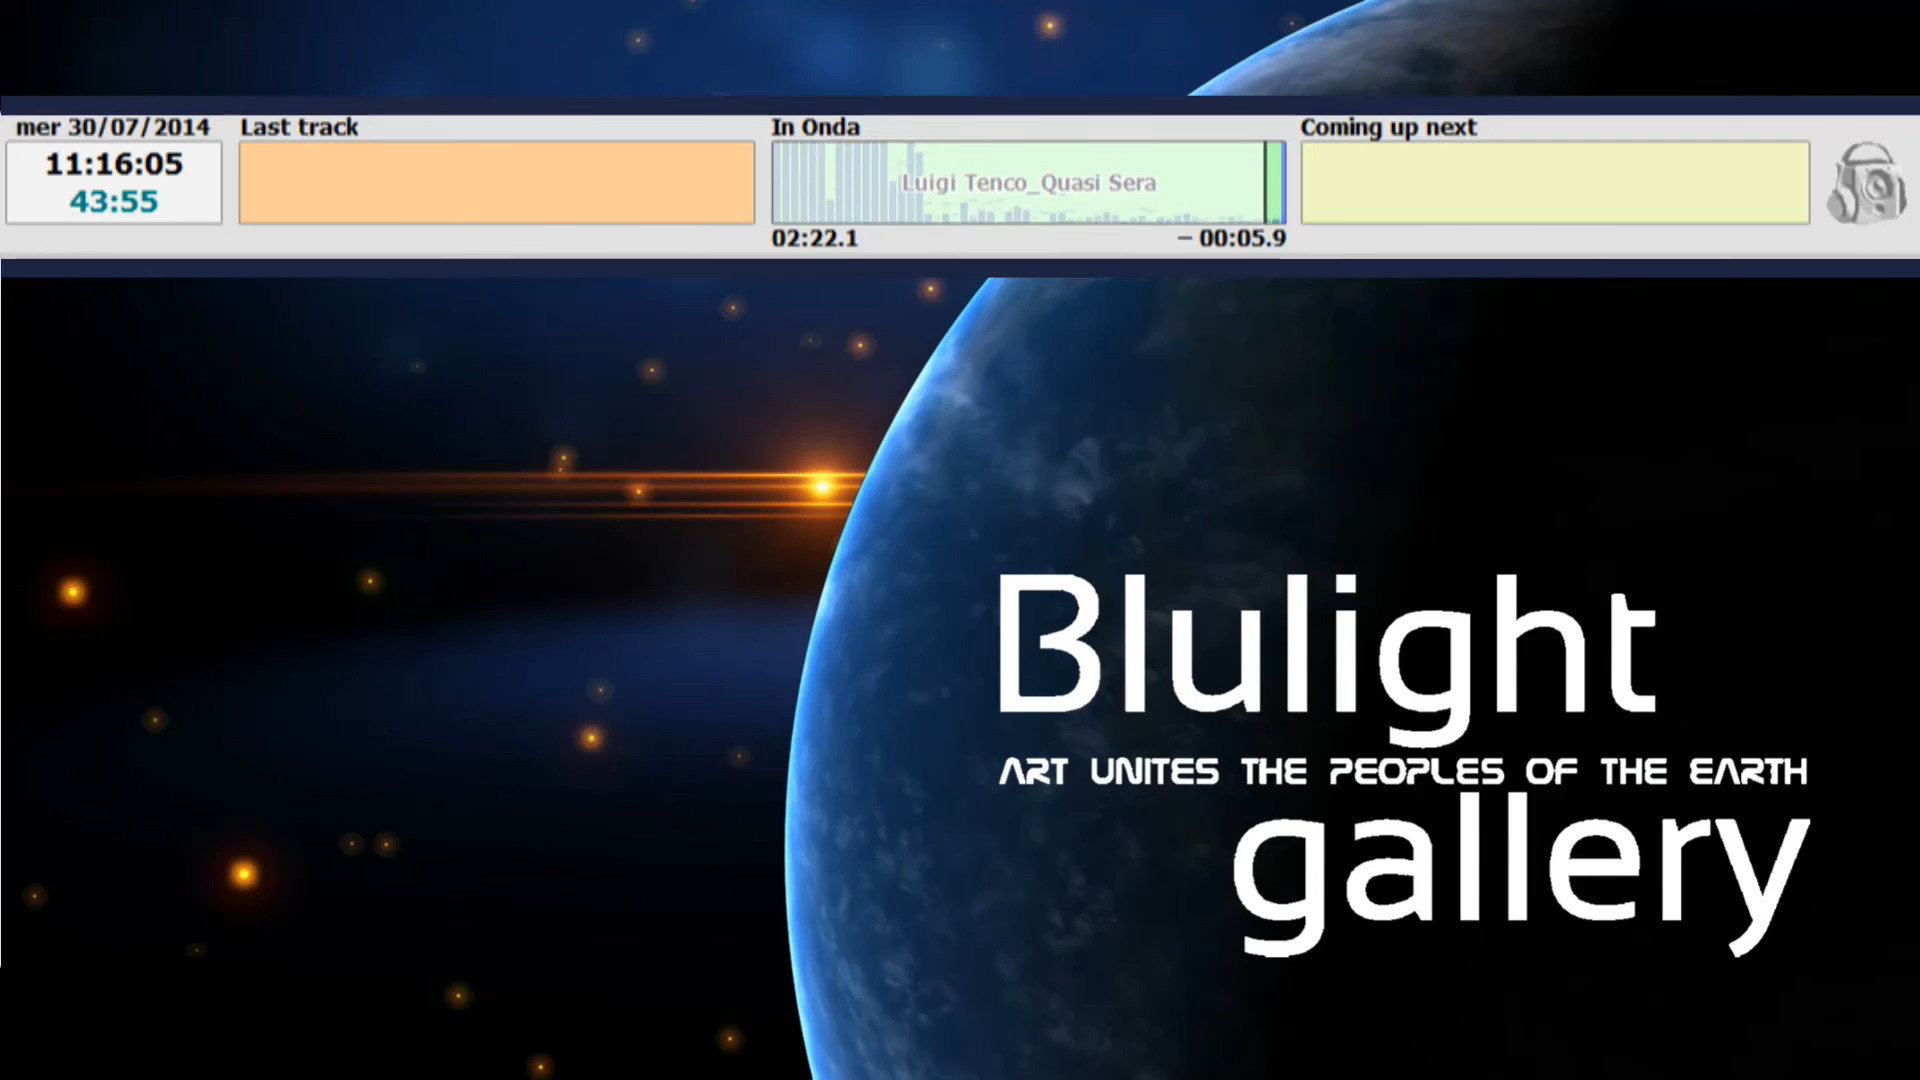 mer 30/07/2014
11:16:05
43:55
Last track
In Onda
Luigi Tenco_Quasi Sera
02:22.1
– 00:05.9
Coming up next
Blulight
ART UNITES THE PEOPLES OF THE EARTH
gallery